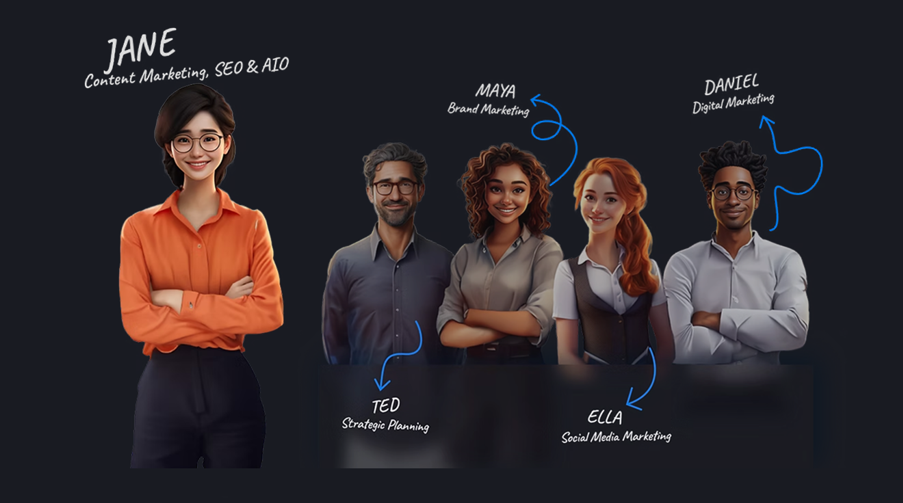 JANE
Content Marketing, SEO & AIO
MAYA
Brand Marketing
DANIEL
Digital Marketing
TED
Strategic Planning
ELLA
Social Media Marketing